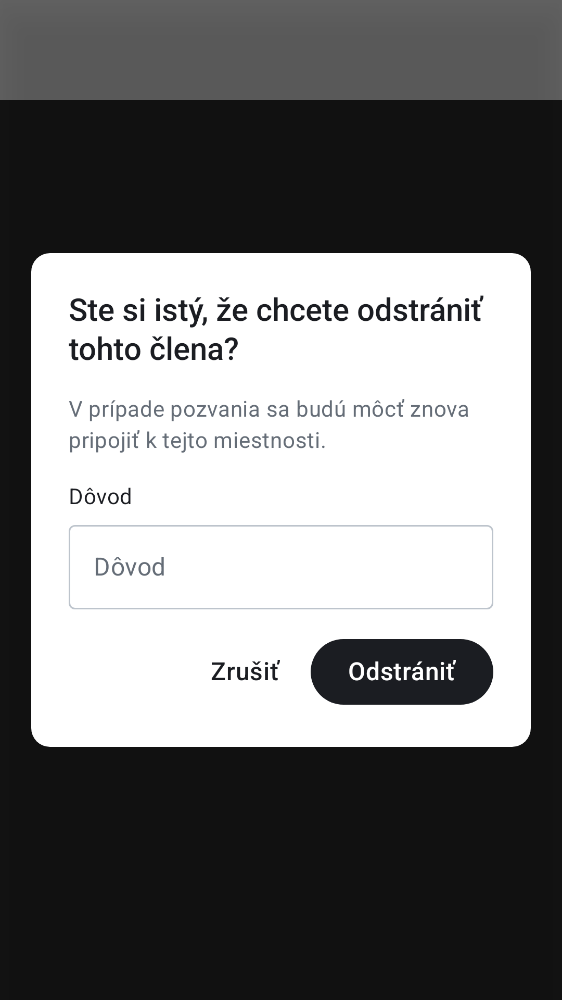 Ste si istý, že chcete odstrániť
tohto člena?
V prípade pozvania sa budú môcť znova
pripojiť k tejto miestnosti.
Dôvod
Dôvod
Zrušiť
Odstrániť